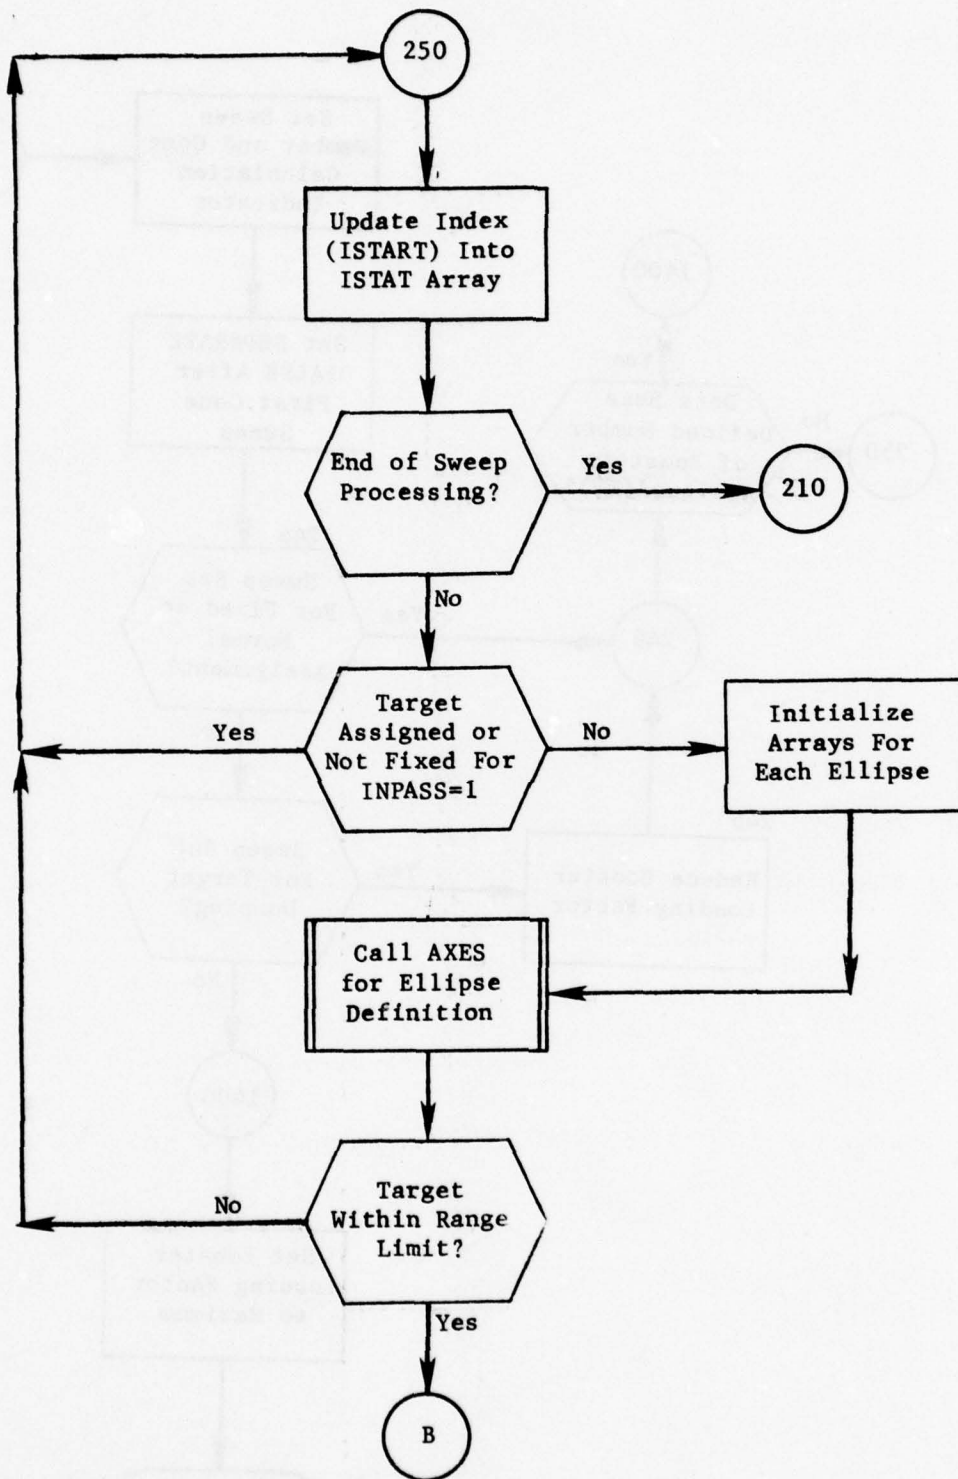 250
Update Index
(ISTART) Into
ISTAT Array
End of Sweep
Processing?
Yes
210
No
Target
Assigned or
Not Fixed For
INPASS=1
Yes
No
Initialize
Arrays For
Each Ellipse
Call AXES
for Ellipse
Definition
Target
Within Range
Limit?
No
Yes
B